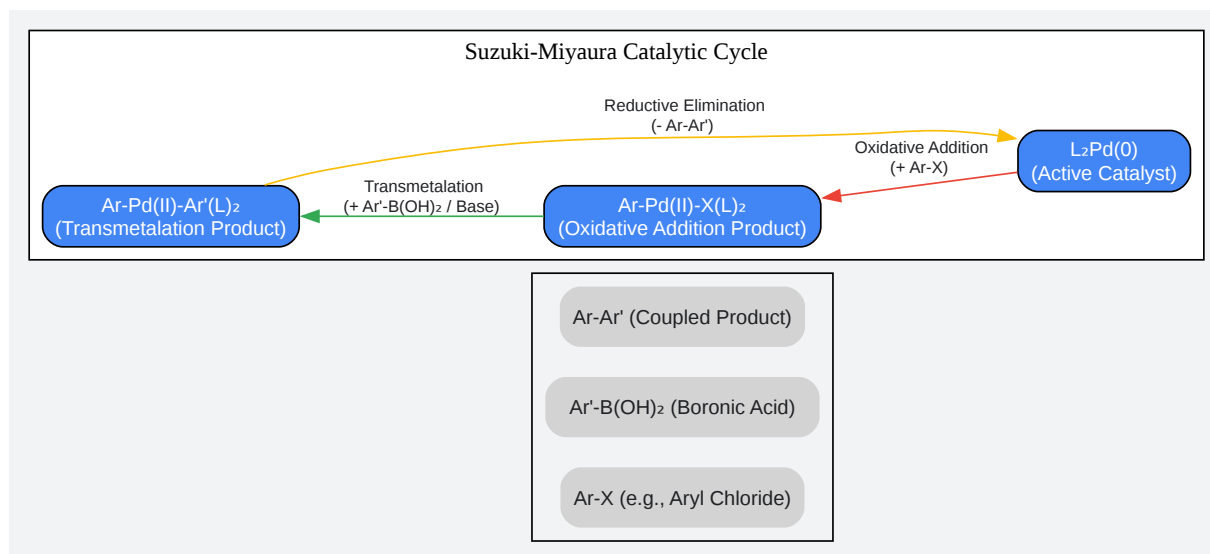 Suzuki-Miyaura Catalytic Cycle
Reductive Elimination
(- Ar-Ar')
Oxidative Addition
(+ Ar-X)
L₂Pd(0)
(Active Catalyst)
Transmetalation
(+ Ar'-B(OH)₂ / Base)
Ar-Pd(II)-Ar'(L)₂
(Transmetalation Product)
Ar-Pd(II)-X(L)₂
(Oxidative Addition Product)
Ar-Ar' (Coupled Product)
Ar'-B(OH)₂ (Boronic Acid)
Ar-X (e.g., Aryl Chloride)